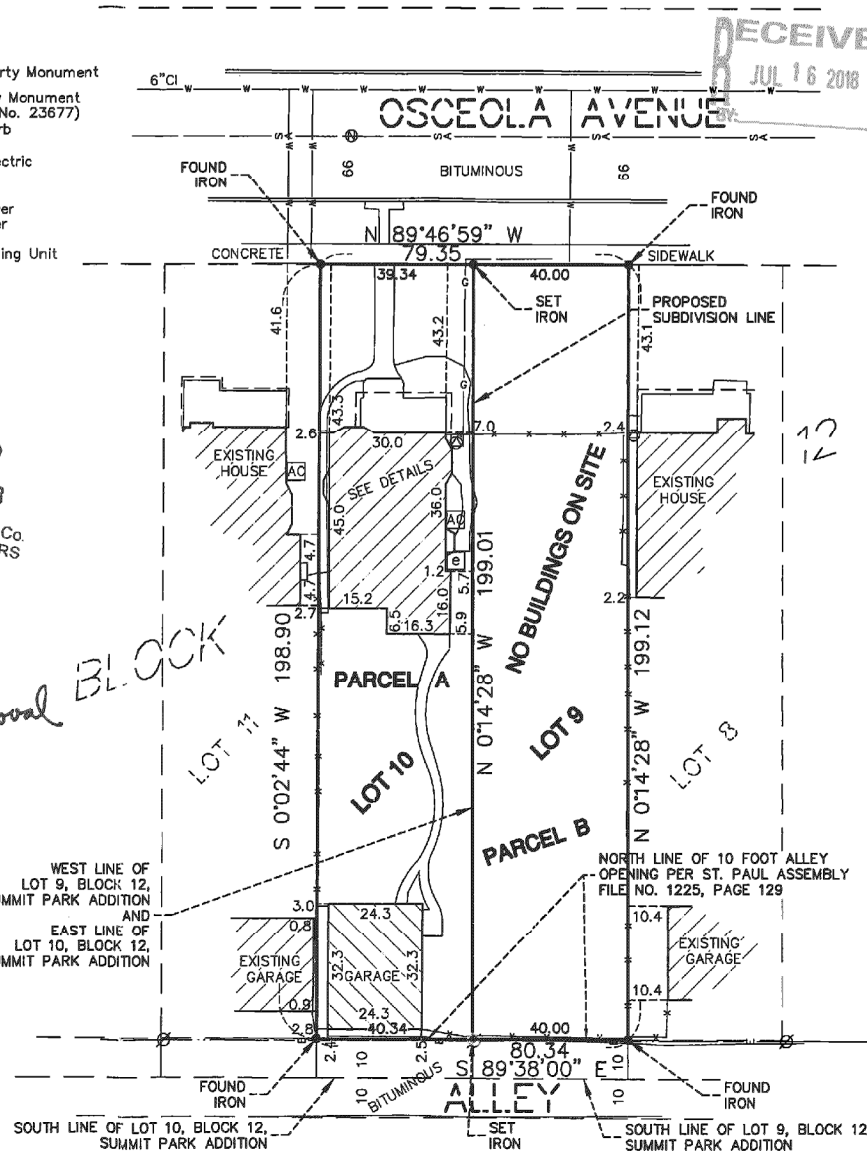 RECEIVE
JUL 16 2018
BY:
rty Monument
Monument
No. 23677)
rb
ctric
er
er
ing Unit
6"CI
OSCEOLA AVENUE
66
BITUMINOUS
66
FOUND
IRON
FOUND
IRON
N 89°46'59" W
CONCRETE
79.35
SIDEWALK
39.34
40.00
SET
IRON
PROPOSED
SUBDIVISION LINE
41.6
43.2
43.1
43.3
2.6
30.0
7.0
2.4
12
EXISTING
HOUSE
AC
SEE DETAILS
EXISTING
HOUSE
45.0
36.0
AC
e
NO BUILDINGS ON SITE
Co.
RS
4.7
4.7
1.2
5.7
199.01
15.2
16.0
2.7
2.2
6.5
16.3
5.9
S 0°02'44" W 198.90
N 0°14'28" W
N 0°14'28" W 199.12
BLOCK
oval
PARCEL A
LOT 11
LOT 10
LOT 9
LOT 8
PARCEL B
WEST LINE OF
LOT 9, BLOCK 12,
UMMIT PARK ADDITION
AND
EAST LINE OF
LOT 10, BLOCK 12,
UMMIT PARK ADDITION
NORTH LINE OF 10 FOOT ALLEY
OPENING PER ST. PAUL ASSEMBLY
FILE NO. 1225, PAGE 129
3.0
24.3
0.8
10.4
EXISTING
GARAGE
32.3
GARAGE
32.3
EXISTING
GARAGE
0.9
24.3
10.4
2.8
40.34
40.00
2.4
10
2.5
80.34
10
S 89°38'00" E
10
BITUMINOUS
10
ALLEY
FOUND
IRON
FOUND
IRON
SET
IRON
SOUTH LINE OF LOT 10, BLOCK 12,
SUMMIT PARK ADDITION
SOUTH LINE OF LOT 9, BLOCK 12
SUMMIT PARK ADDITION